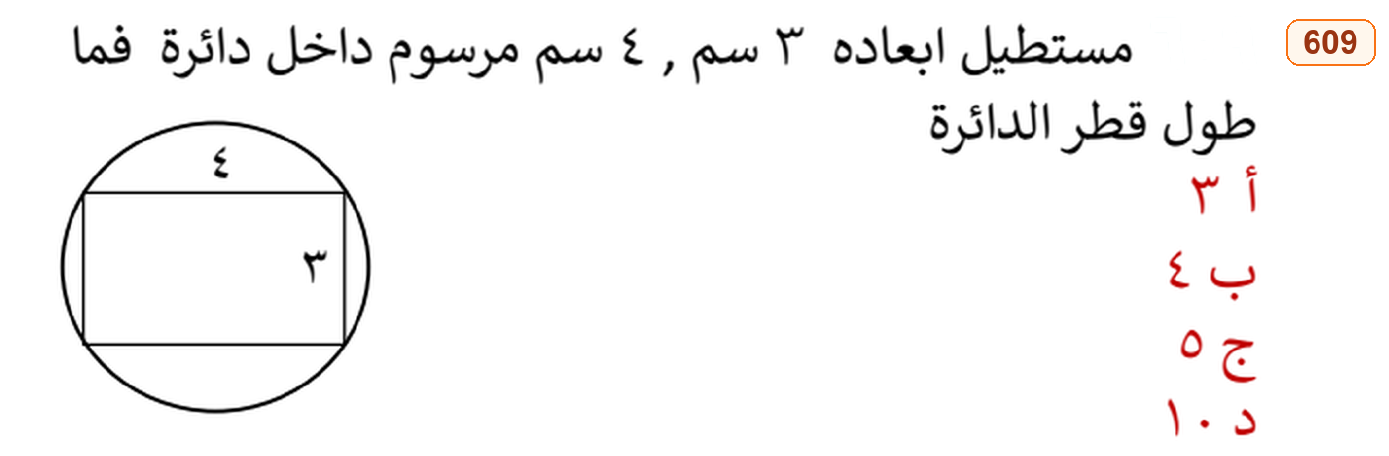 609
مستطيل ابعاده ٣ سم , ٤ سم مرسوم داخل دائرة فما
طول قطر الدائرة
أ ٣
ب ٤
ج ٥
د ١٠
٤
٣